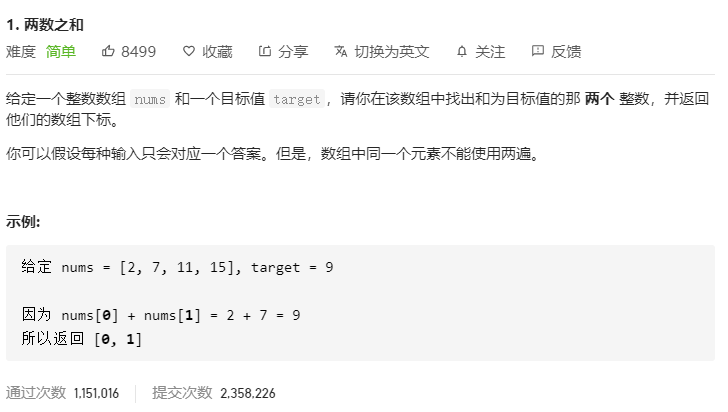 1. 两数之和
难度 简单 8499 收藏 分享 切换为英文 关注 反馈
给定一个整数数组 nums 和一个目标值 target，请你在该数组中找出和为目标值的那 两个 整数，并返回
他们的数组下标。
你可以假设每种输入只会对应一个答案。但是，数组中同一个元素不能使用两遍。
示例:
给定 nums = [2, 7, 11, 15], target = 9
因为 nums[0] + nums[1] = 2 + 7 = 9
所以返回 [0, 1]
通过次数 1,151,016 提交次数 2,358,226